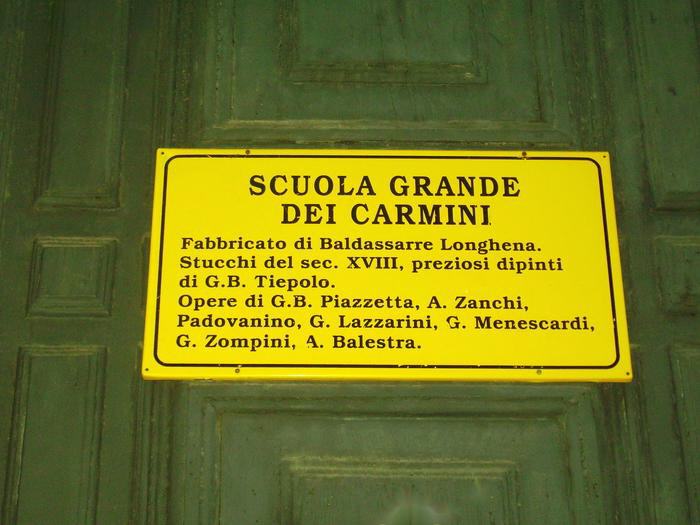 SCUOLA GRANDE
DEI CARMINI
Fabbricato di Baldassarre Longhena.
Stucchi del sec. XVIII, preziosi dipinti
di G.B. Tiepolo.
Opere di G.B. Piazzetta, A. Zanchi,
Padovanino, G. Lazzarini, G. Menescardi,
G. Zompini, A. Balestra.